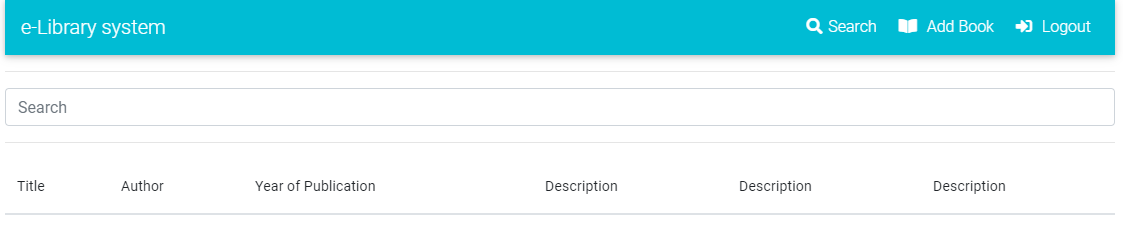 e-Library system Search Add Book Logout
Search
Title Author Year of Publication Description Description Description